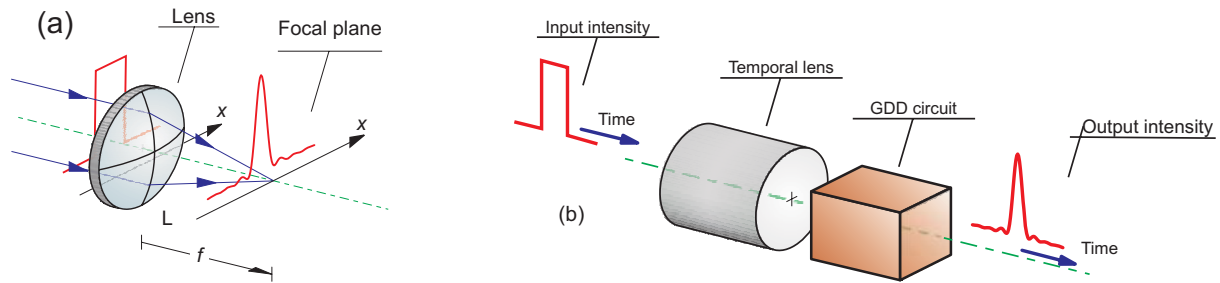 (a)
Lens
Focal plane
x
x
L
f
Input intensity
Temporal lens
GDD circuit
Time
Output intensity
(b)
Time